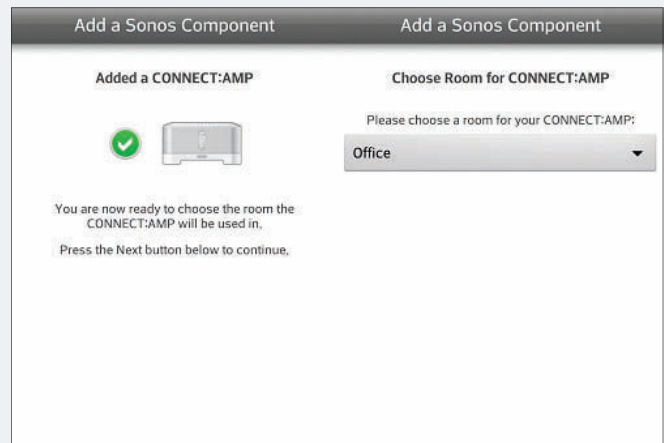 Add a Sonos Component
Added a CONNECT:AMP
You are now ready to choose the room the
CONNECT:AMP will be used in.
Press the Next button below to continue.
Add a Sonos Component
Choose Room for CONNECT:AMP
Please choose a room for your CONNECT:AMP:
Office